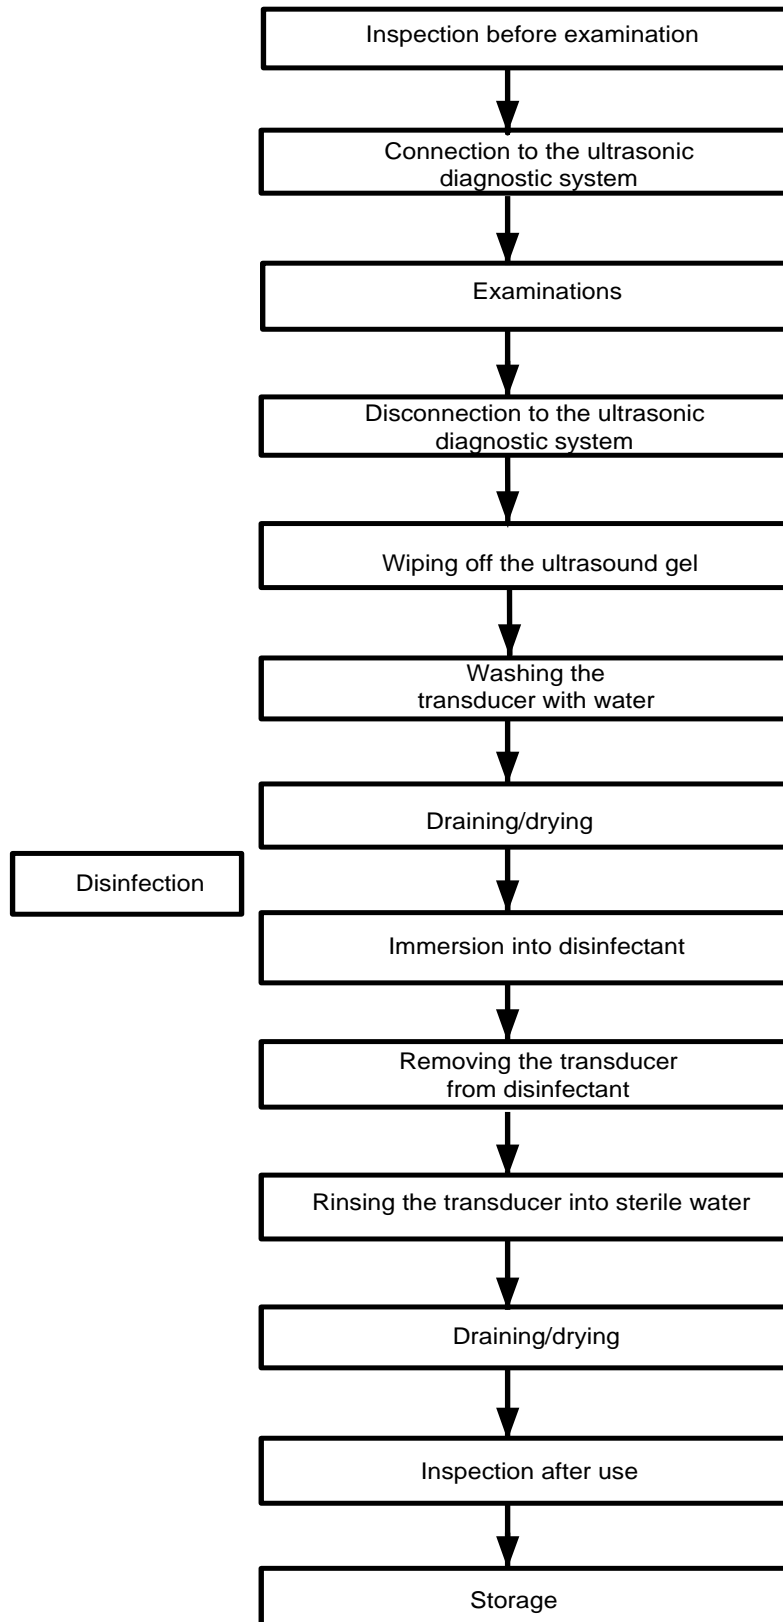 Inspection before examination
Connection to the ultrasonic
diagnostic system
Examinations
Disconnection to the ultrasonic
diagnostic system
Wiping off the ultrasound gel
Washing the
transducer with water
Draining/drying
Disinfection
Immersion into disinfectant
Removing the transducer
from disinfectant
Rinsing the transducer into sterile water
Draining/drying
Inspection after use
Storage